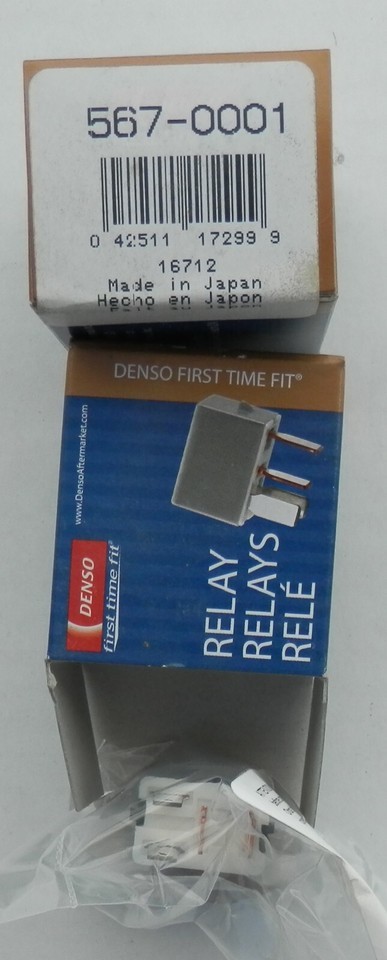 567-0001
0 42511 17299 9
16712
Made in Japan
Hecho en Japon
DENSO FIRST TIME FIT®
www.DensoAftermarket.com
DENSO
first time fit®
RELAY
RELAYS
RELÉ